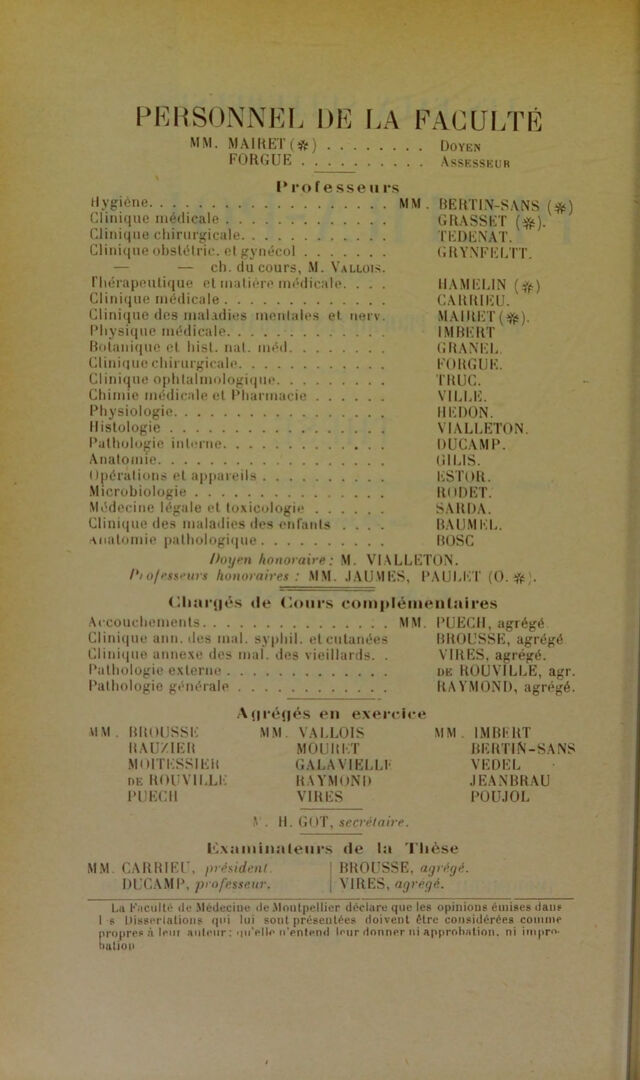 PERSONNEL DE LA FACULTÉ
MM. MAIRET (✻) . . . . . . . . Doyen
FORGUE . . . . . . . . . . Assesseur
Professeurs
Hygiène. . . . . . . . . . . . . . . . . . MM. BERTIN-SANS (✻)
Clinique médicale . . . . . . . . . . . . GRASSET (✻).
Clinique chirurgicale. . . . . . . . . . . TEDENAT.
Clinique obstétric. et gynécol . . . . . . . GRYNFELTT.
— — ch. du cours, M. Vallois.
Thérapeutique et matière médicale. . . . HAMELIN (✻)
Clinique médicale . . . . . . . . . . . . CARRIEU.
Clinique des maladies mentales et nerv. MAIRET (✻).
Physique médicale. . . . . . . . . . . . IMBERT
Botanique et hist. nat. méd. . . . . . . . GRANEL.
Clinique chirurgicale. . . . . . . . . . . FORGUE.
Clinique ophtalmologique. . . . . . . . . TRUC.
Chimie médicale et Pharmacie . . . . . . VILLE.
Physiologie. . . . . . . . . . . . . . . . HEDON.
Histologie . . . . . . . . . . . . . . . . VIALLETON.
Pathologie interne. . . . . . . . . . . . DUCAMP.
Anatomie. . . . . . . . . . . . . . . . . GILIS.
Opérations et appareils . . . . . . . . . . ESTOR.
Microbiologie . . . . . . . . . . . . . . RODET.
Médecine légale et toxicologie . . . . . . SARDA.
Clinique des maladies des enfants . . . . BAUMEL.
Anatomie pathologique. . . . . . . . . . BOSC
Doyen honoraire : M. VIALLETON.
Professeurs honoraires : MM. JAUMES, PAULET (O. ✻).
Chargés de Cours complémentaires
Accouchements. . . . . . . . . . . . . . MM. PUECH, agrégé
Clinique ann. des mal. syphil. et cutanées BROUSSE, agrégé
Clinique annexe des mal. des vieillards. . VIRES, agrégé.
Pathologie externe . . . . . . . . . . . . de ROUVILLE, agr.
Pathologie générale . . . . . . . . . . . RAYMOND, agrégé.
Agrégés en exercice
MM. BROUSSE MM. VALLOIS MM. IMBERT
RAUZIER MOURET BERTIN-SANS
MOITESSIER GALAVIELLE VEDEL
de ROUVILLE RAYMOND JEANBRAU
PUECH VIRES POUJOL
M. H. GOT, secrétaire.
Examinateurs de la Thèse
MM. CARRIEU, président. BROUSSE, agrégé.
DUCAMP, professeur. VIRES, agrégé.
La Faculté de Médecine de Montpellier déclare que les opinions émises dans
l s Dissertations qui lui sont présentées doivent être considérées comme
propres à leur auteur; qu'elle n'entend leur donner ni approbation, ni impro-
bation